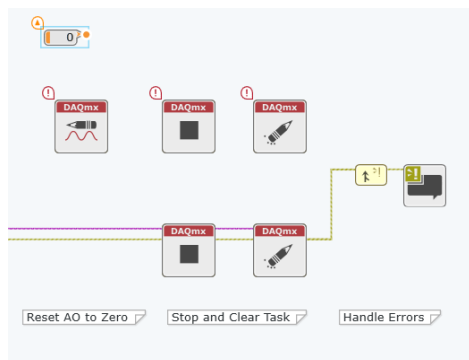 0
DAQmx
DAQmx
DAQmx
DAQmx
DAQmx
Reset AO to Zero
Stop and Clear Task
Handle Errors